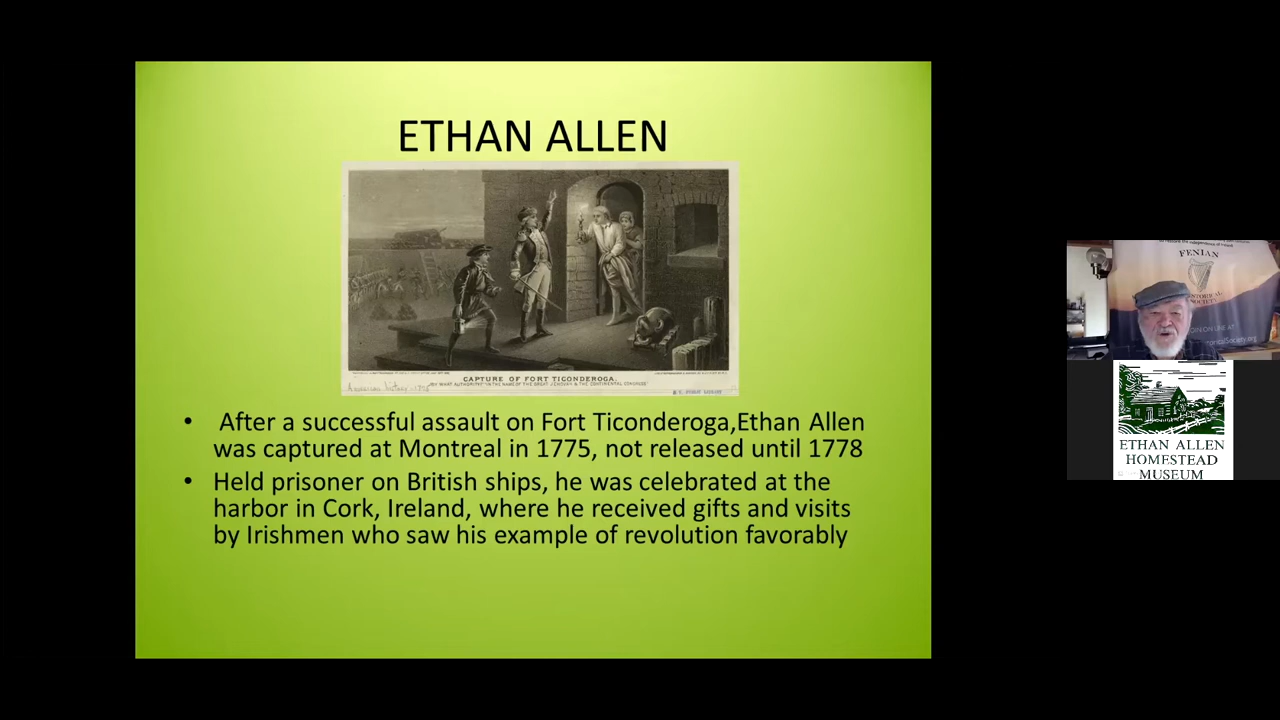 ETHAN ALLEN
CAPTURE OF FORT TICONDEROGA.
• After a successful assault on Fort Ticonderoga,Ethan Allen
was captured at Montreal in 1775, not released until 1778
• Held prisoner on British ships, he was celebrated at the
harbor in Cork, Ireland, where he received gifts and visits
by Irishmen who saw his example of revolution favorably
FENIAN
SOCIETY
ETHAN ALLEN
HOMESTEAD
MUSEUM